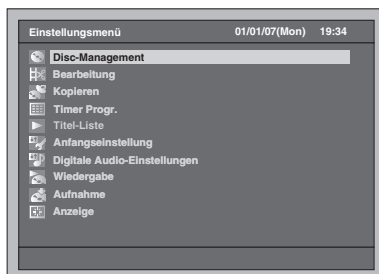 Einstellungsmenü 01/01/07(Mon) 19:34
Disc-Management
Bearbeitung
Kopieren
Timer Progr.
Titel-Liste
Anfangseinstellung
Digitale Audio-Einstellungen
Wiedergabe
Aufnahme
Anzeige